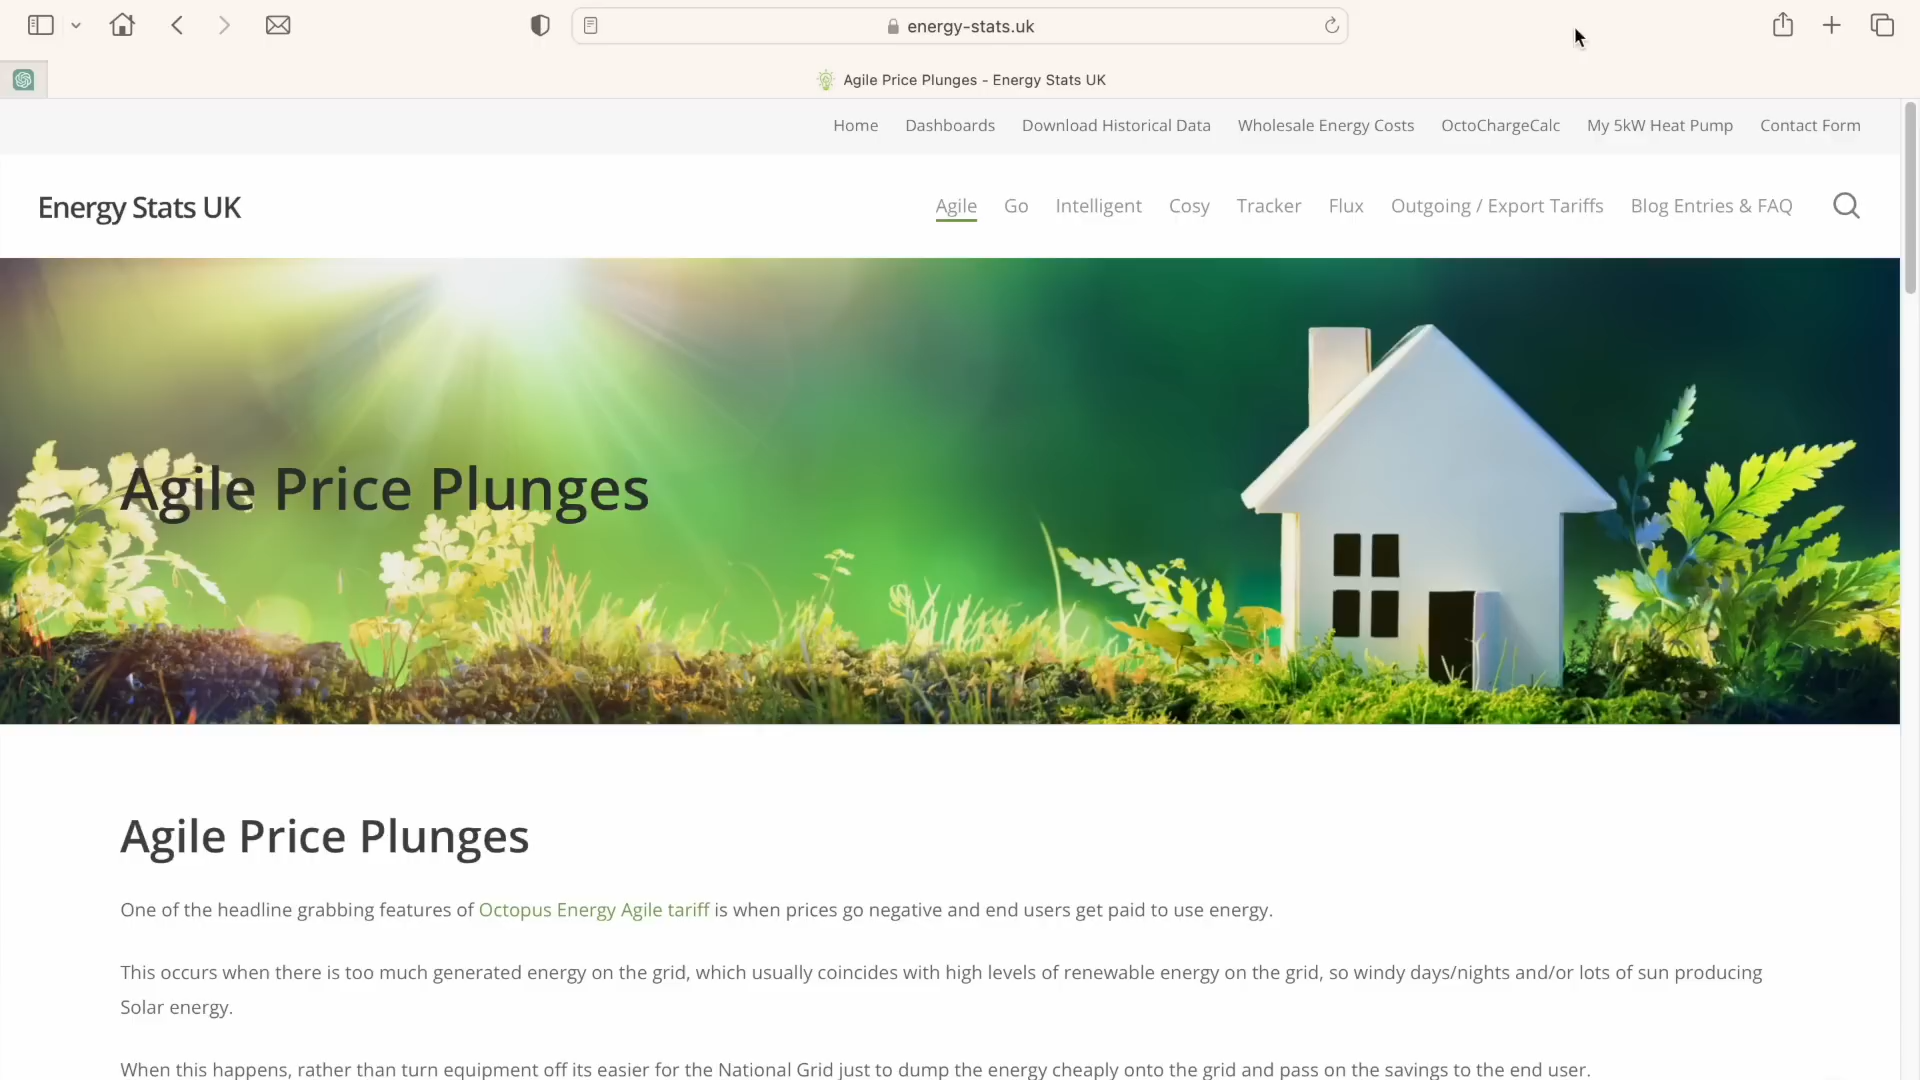 energy-stats.uk
Agile Price Plunges - Energy Stats UK
Home Dashboards Download Historical Data Wholesale Energy Costs OctoChargeCalc My 5kW Heat Pump Contact Form
Energy Stats UK
Agile Go Intelligent Cosy Tracker Flux Outgoing / Export Tariffs Blog Entries & FAQ
Agile Price Plunges
Agile Price Plunges
One of the headline grabbing features of Octopus Energy Agile tariff is when prices go negative and end users get paid to use energy.
This occurs when there is too much generated energy on the grid, which usually coincides with high levels of renewable energy on the grid, so windy days/nights and/or lots of sun producing
Solar energy.
When this happens, rather than turn equipment off its easier for the National Grid just to dump the energy cheaply onto the grid and pass on the savings to the end user.